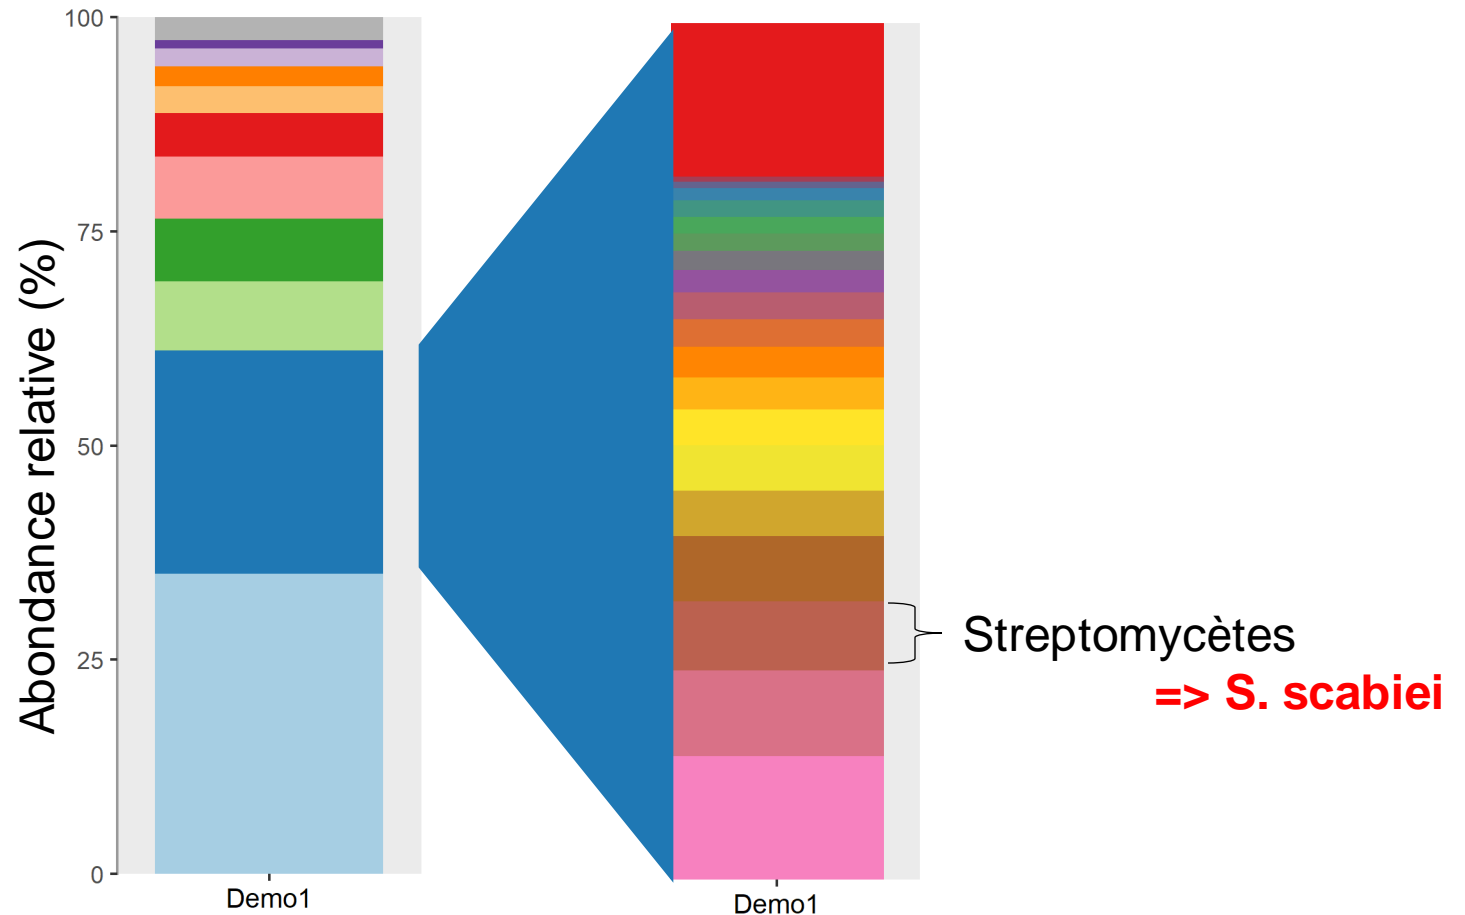 Abondance relative (%)
100
75
50
25
0
Demo1
Demo1
Streptomycètes
=> S. scabiei